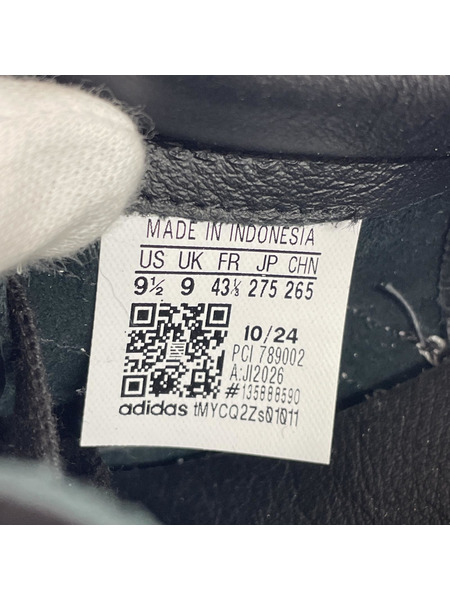 MADE IN INDONESIA
US UK FR JP CHN
9½ 9 43⅓ 275 265
10/24
PCI 789002
A:JI2026
#135888590
adidas tMYCQ2Zs01011